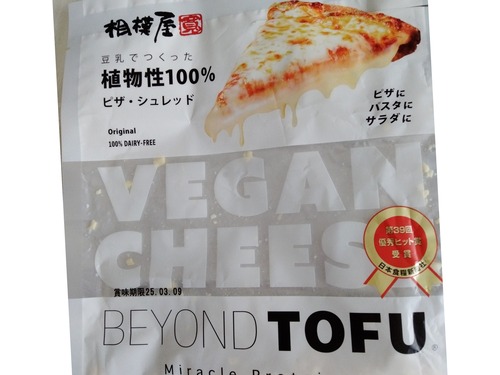 相模屋
豆乳でつくった
植物性100%
ピザ・シュレッド
Original
100% DAIRY-FREE
ピザに
パスタに
サラダに
VEGAN
CHEESE
第39回
優秀ヒット賞
受賞
日本食糧新聞社
賞味期限25.03.09
BEYOND TOFU®
Miracle